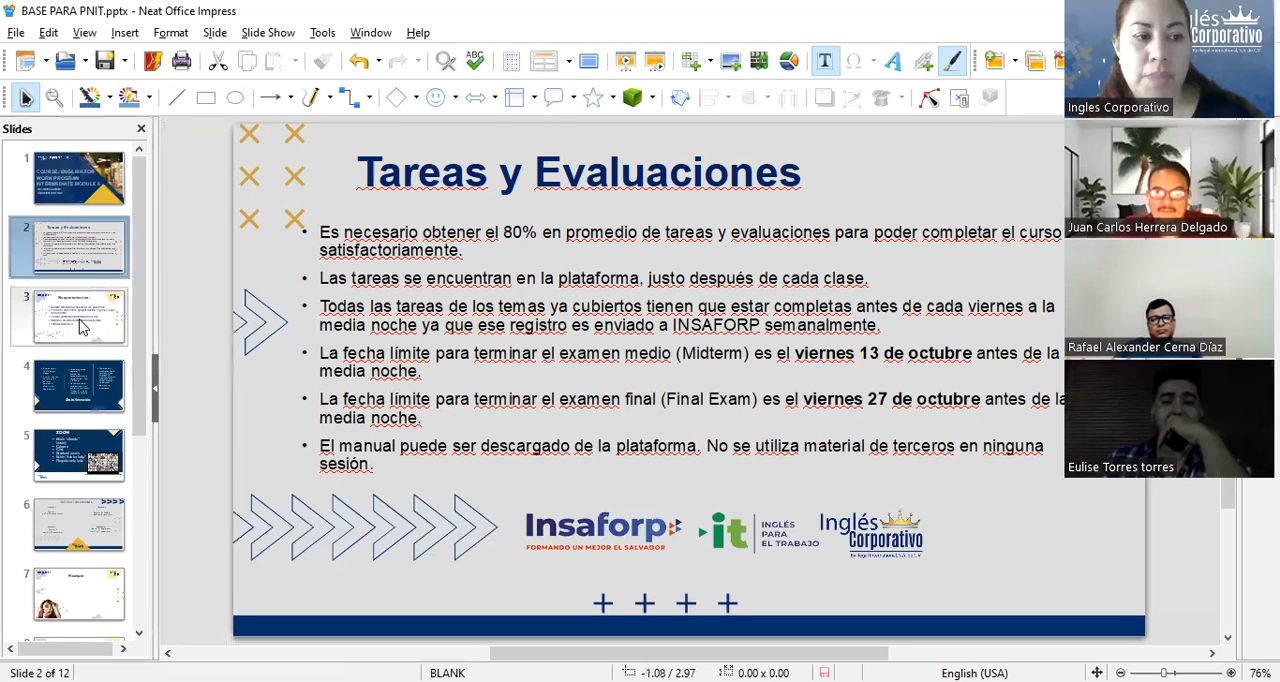 BASE PARA PNIT.pptx - Neat Office Impress
File Edit View Insert Format Slide Slide Show Tools Window Help
Slides
1
2
3
4
5
6
7
Tareas y Evaluaciones
• Es necesario obtener el 80% en promedio de tareas y evaluaciones para poder completar el curso
satisfactoriamente.
• Las tareas se encuentran en la plataforma, justo después de cada clase.
• Todas las tareas de los temas ya cubiertos tienen que estar completas antes de cada viernes a la
media noche ya que ese registro es enviado a INSAFORP semanalmente.
• La fecha límite para terminar el examen medio (Midterm) es el viernes 13 de octubre antes de la
media noche.
• La fecha límite para terminar el examen final (Final Exam) es el viernes 27 de octubre antes de la
media noche.
• El manual puede ser descargado de la plataforma. No se utiliza material de terceros en ninguna
sesión.
Insaforp
FORMANDO UN MEJOR EL SALVADOR
it
INGLÉS
PARA
EL TRABAJO
Inglés
Corporativo
lés
Corporativo
Ingles Corporativo
Juan Carlos Herrera Delgado
Rafael Alexander Cerna Díaz
Eulise Torres torres
Slide 2 of 12
BLANK
-1.08 / 2.97
0.00 x 0.00
English (USA)
76%